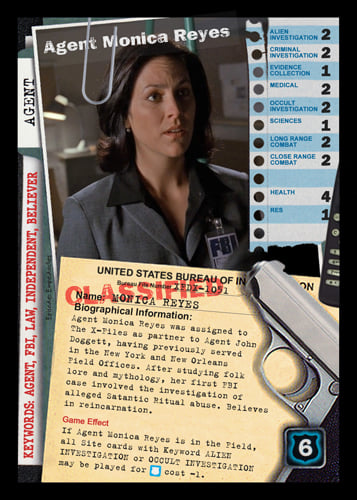 Agent Monica Reyes
AGENT
KEYWORDS: AGENT, FBI, LAW, INDEPENDENT, BELIEVER
ALIEN INVESTIGATION 2
CRIMINAL INVESTIGATION 2
EVIDENCE COLLECTION 1
MEDICAL 2
OCCULT INVESTIGATION 2
SCIENCES 1
LONG RANGE COMBAT 2
CLOSE RANGE COMBAT 2
HEALTH 4
RES 1
FBI
UNITED STATES BUREAU OF IN
Bureau File Number XFDX-1051
CLASSIFIED
Name: MONICA REYES
Biographical Information:
Agent Monica Reyes was assigned to
The X-Files as partner to Agent John
Doggett, having previously served
in the New York and New Orleans
Field Offices. After studying folk
lore and mythology, her first FBI
case involved the investigation of
alleged Satantic Ritual abuse. Believes
in reincarnation.
Game Effect
If Agent Monica Reyes is in the Field,
all Site cards with Keyword ALIEN
INVESTIGATION or OCCULT INVESTIGATION
may be played for cost -1.
6